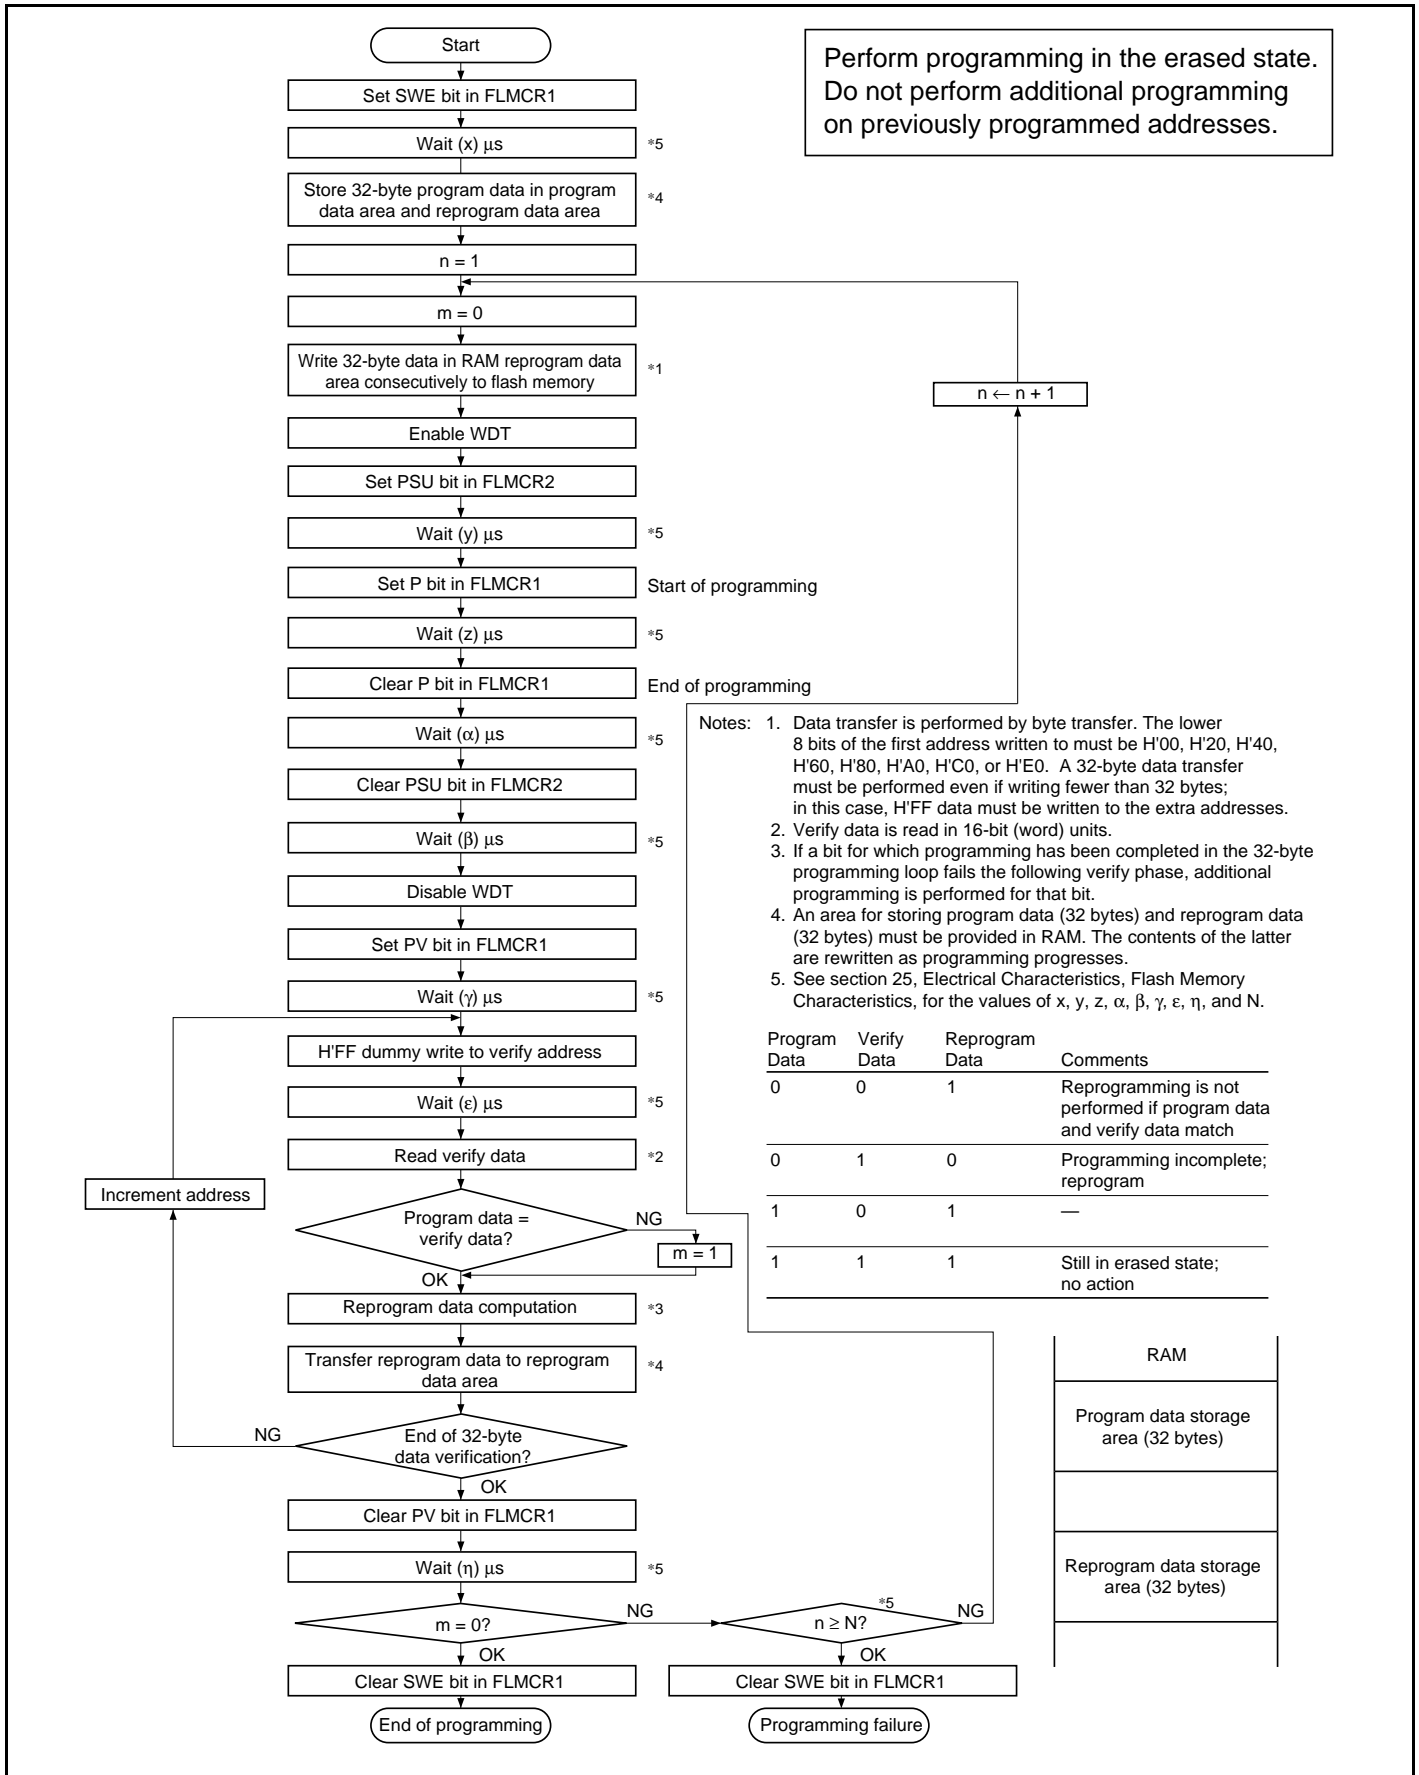 Start
Perform programming in the erased state.
Do not perform additional programming
on previously programmed addresses.
Set SWE bit in FLMCR1
Wait (x) μs
*5
Store 32-byte program data in program
data area and reprogram data area
*4
n = 1
m = 0
Write 32-byte data in RAM reprogram data
area consecutively to flash memory
*1
n ← n + 1
Enable WDT
Set PSU bit in FLMCR2
Wait (y) μs
*5
Set P bit in FLMCR1
Start of programming
Wait (z) μs
*5
Clear P bit in FLMCR1
End of programming
Wait (α) μs
*5
Clear PSU bit in FLMCR2
Wait (β) μs
*5
Disable WDT
Set PV bit in FLMCR1
Wait (γ) μs
*5
H'FF dummy write to verify address
Wait (ε) μs
*5
Read verify data
*2
Increment address
Program data =
verify data?
NG
m = 1
OK
Reprogram data computation
*3
Transfer reprogram data to reprogram
data area
*4
NG
End of 32-byte
data verification?
OK
Clear PV bit in FLMCR1
Wait (η) μs
*5
m = 0?
NG
*5
n ≥ N?
NG
OK
OK
Clear SWE bit in FLMCR1
Clear SWE bit in FLMCR1
End of programming
Programming failure
Notes: 1. Data transfer is performed by byte transfer. The lower
8 bits of the first address written to must be H'00, H'20, H'40,
H'60, H'80, H'A0, H'C0, or H'E0. A 32-byte data transfer
must be performed even if writing fewer than 32 bytes;
in this case, H'FF data must be written to the extra addresses.
2. Verify data is read in 16-bit (word) units.
3. If a bit for which programming has been completed in the 32-byte
programming loop fails the following verify phase, additional
programming is performed for that bit.
4. An area for storing program data (32 bytes) and reprogram data
(32 bytes) must be provided in RAM. The contents of the latter
are rewritten as programming progresses.
5. See section 25, Electrical Characteristics, Flash Memory
Characteristics, for the values of x, y, z, α, β, γ, ε, η, and N.
Program Verify Reprogram
Data Data Data Comments
0 0 1 Reprogramming is not
performed if program data
and verify data match
0 1 0 Programming incomplete;
reprogram
1 0 1 —
1 1 1 Still in erased state;
no action
RAM
Program data storage
area (32 bytes)
Reprogram data storage
area (32 bytes)